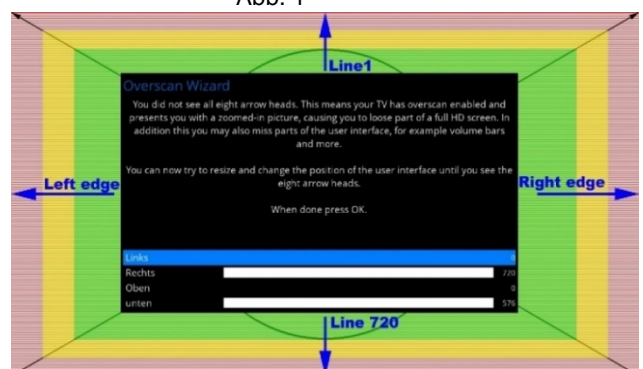 Line1
Overscan Wizard
You did not see all eight arrow heads. This means your TV has overscan enabled and
presents you with a zoomed-in picture, causing you to loose part of a full HD screen. In
addition this you may also miss parts of the user interface, for example volume bars
and more.
You can now try to resize and change the position of the user interface until you see the
eight arrow heads.
When done press OK.
Left edge
Right edge
Links 0
Rechts 720
Oben 0
unten 576
Line 720